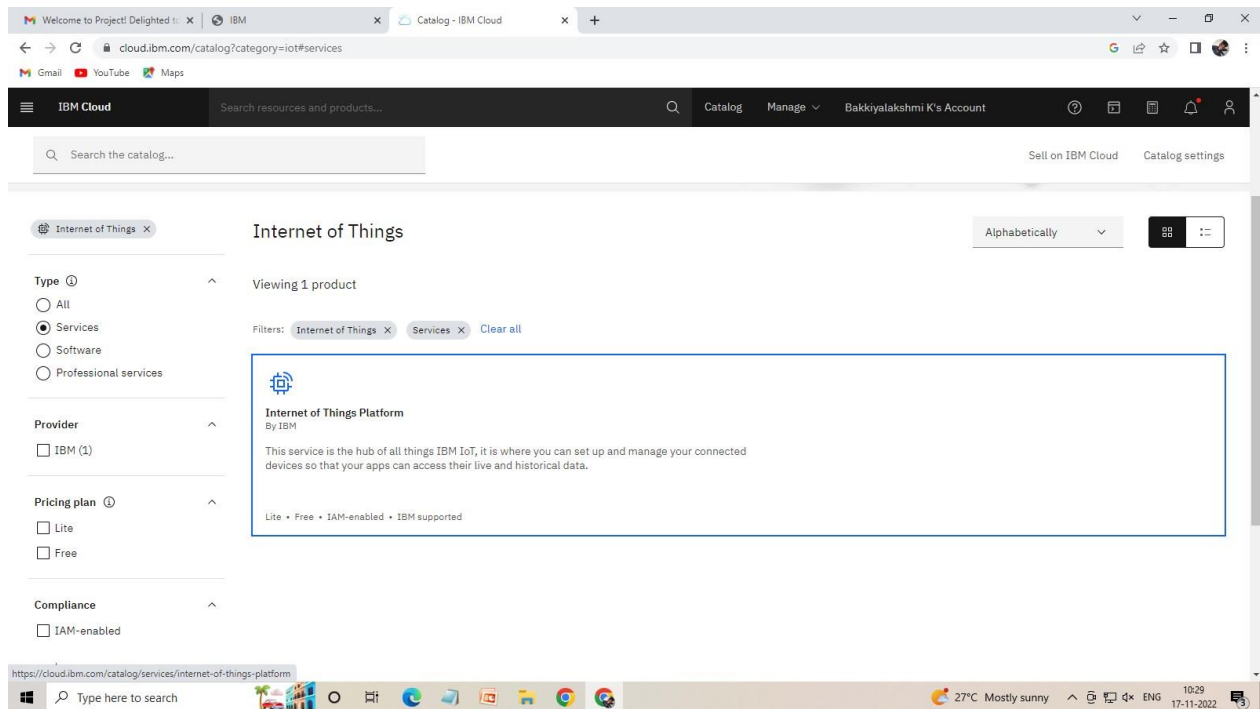 Welcome to Project! Delighted to
IBM
Catalog - IBM Cloud
cloud.ibm.com/catalog?category=iot#services
Gmail
YouTube
Maps
IBM Cloud
Search resources and products...
Catalog
Manage
Bakkiyalakshmi K's Account
Search the catalog...
Sell on IBM Cloud
Catalog settings
Internet of Things
Internet of Things
Alphabetically
Type
All
Services
Software
Professional services
Viewing 1 product
Filters: Internet of Things Services Clear all
Internet of Things Platform
By IBM
This service is the hub of all things IBM IoT, it is where you can set up and manage your connected
devices so that your apps can access their live and historical data.
Lite • Free • IAM-enabled • IBM supported
Provider
IBM (1)
Pricing plan
Lite
Free
Compliance
IAM-enabled
https://cloud.ibm.com/catalog/services/internet-of-things-platform
Type here to search
27°C Mostly sunny
ENG
10:29
17-11-2022
3